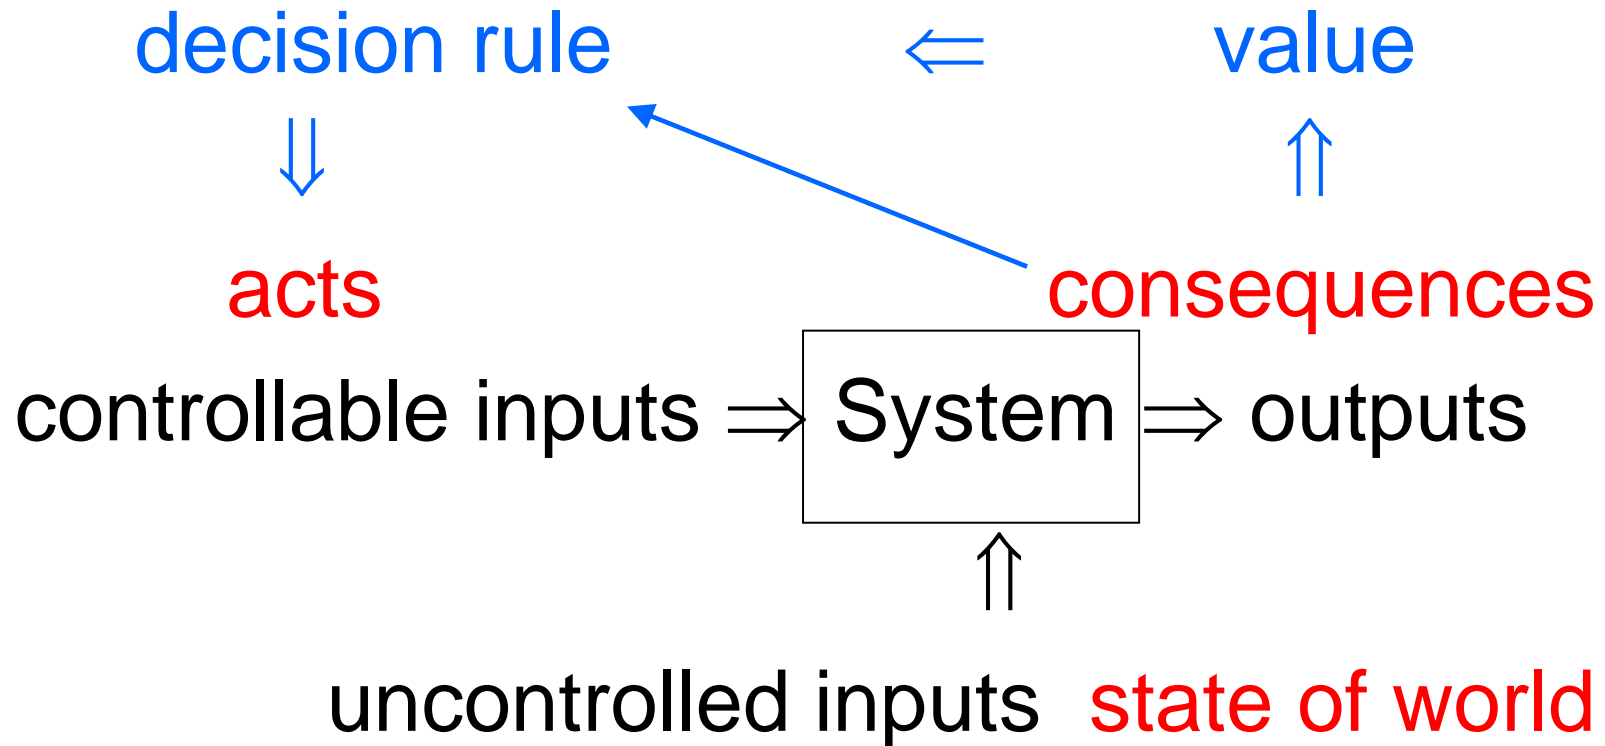 decision rule ⇐ value
⇓ ⇑
acts consequences
controllable inputs ⇒ System ⇒ outputs
⇑
uncontrolled inputs state of world